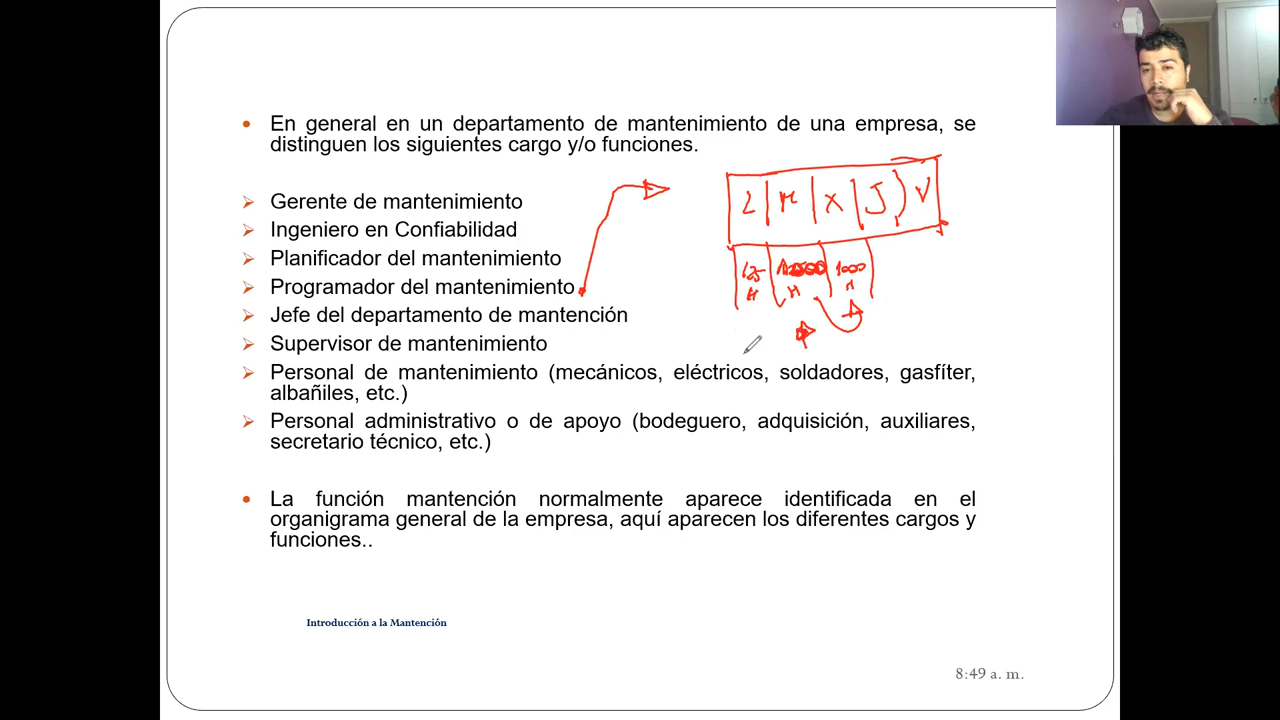 En general en un departamento de mantenimiento de una empresa, se
distinguen los siguientes cargo y/o funciones.
Gerente de mantenimiento
Ingeniero en Confiabilidad
Planificador del mantenimiento
Programador del mantenimiento
Jefe del departamento de mantención
Supervisor de mantenimiento
Personal de mantenimiento (mecánicos, eléctricos, soldadores, gasfíter,
albañiles, etc.)
Personal administrativo o de apoyo (bodeguero, adquisición, auxiliares,
secretario técnico, etc.)
La función mantención normalmente aparece identificada en el
organigrama general de la empresa, aquí aparecen los diferentes cargos y
funciones..
L M X J V
1000
H H H
Introducción a la Mantención
8:49 a. m.